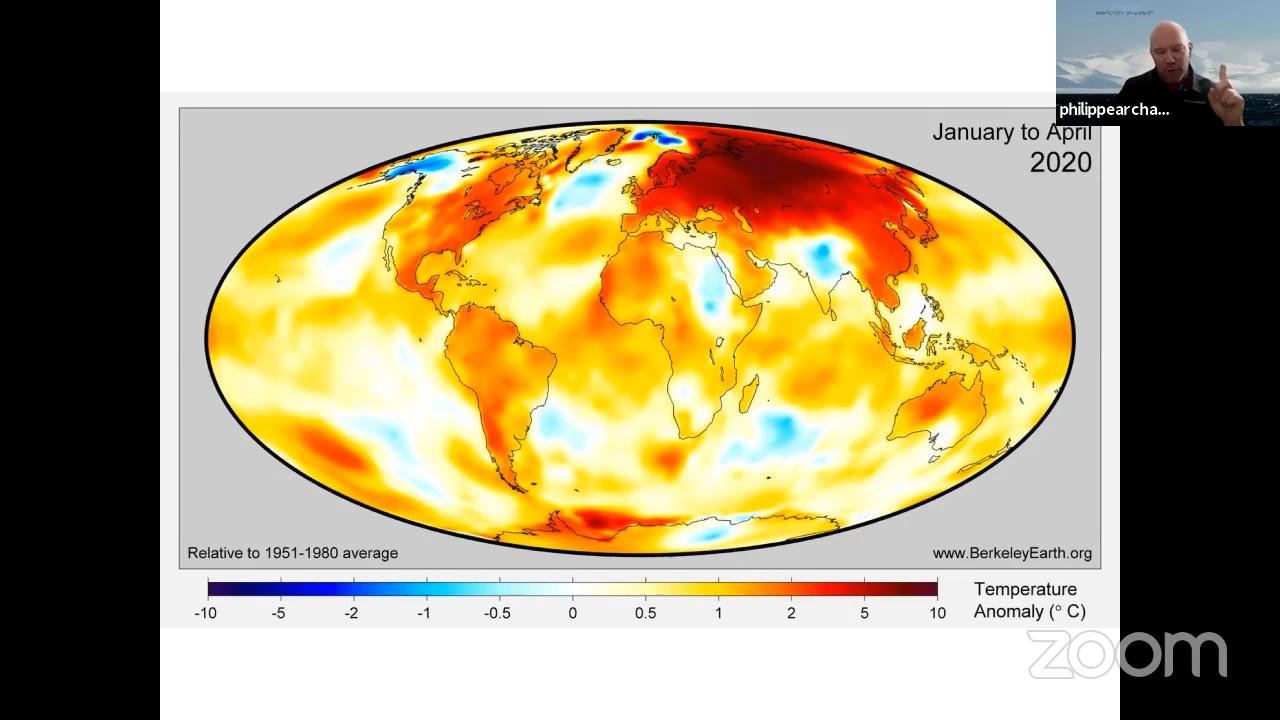 philippearcha...
January to April
2020
Relative to 1951-1980 average
www.BerkeleyEarth.org
-10 -5 -2 -1 -0.5 0 0.5 1 2 5 10
Temperature
Anomaly (° C)
zoom